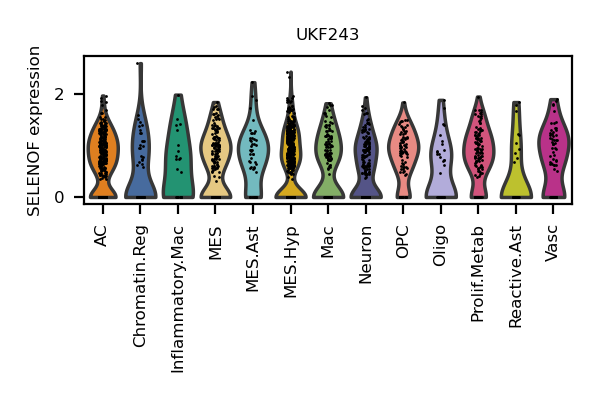 UKF243
SELENOF expression
2
0
AC
Chromatin.Reg
Inflammatory.Mac
MES
MES.Ast
MES.Hyp
Mac
Neuron
OPC
Oligo
Prolif.Metab
Reactive.Ast
Vasc